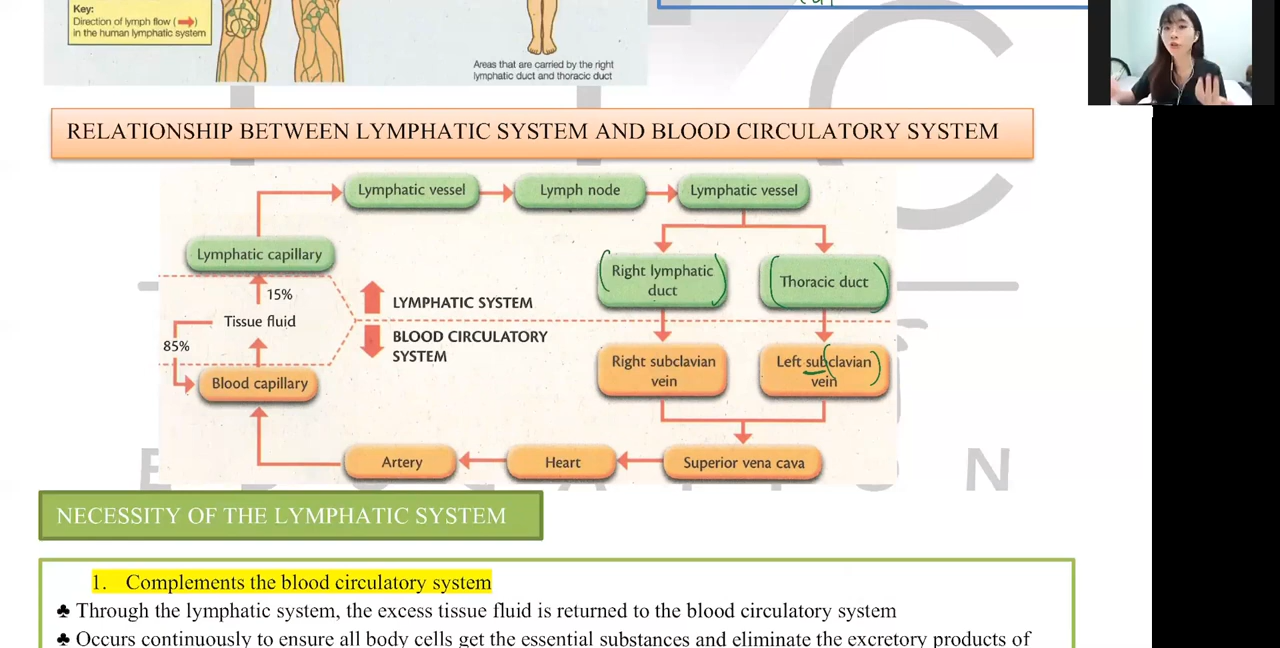 Key:
Direction of lymph flow (➡)
in the human lymphatic system
Areas that are carried by the right
lymphatic duct and thoracic duct
RELATIONSHIP BETWEEN LYMPHATIC SYSTEM AND BLOOD CIRCULATORY SYSTEM
Lymphatic vessel
Lymph node
Lymphatic vessel
Lymphatic capillary
Right lymphatic
duct
Thoracic duct
15%
LYMPHATIC SYSTEM
Tissue fluid
85%
BLOOD CIRCULATORY
SYSTEM
Blood capillary
Right subclavian
vein
Left subclavian
vein
Artery
Heart
Superior vena cava
NECESSITY OF THE LYMPHATIC SYSTEM
1. Complements the blood circulatory system
♣ Through the lymphatic system, the excess tissue fluid is returned to the blood circulatory system
♣ Occurs continuously to ensure all body cells get the essential substances and eliminate the excretory products of